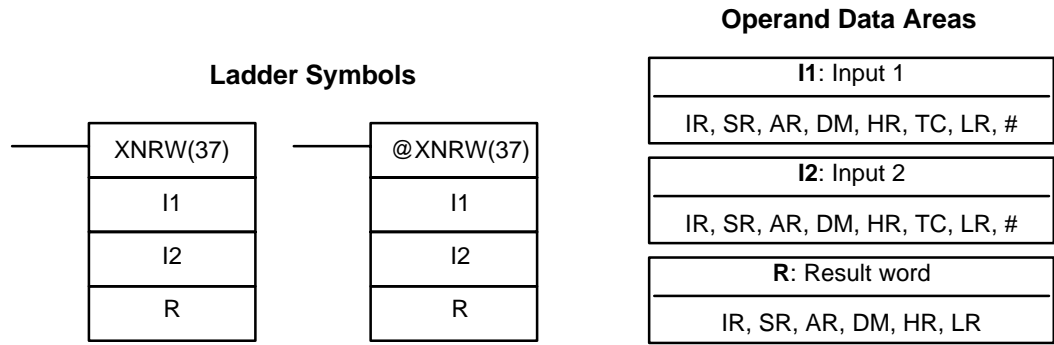 Ladder Symbols
XNRW(37)
I1
I2
R
@XNRW(37)
I1
I2
R
Operand Data Areas
I1: Input 1
IR, SR, AR, DM, HR, TC, LR, #
I2: Input 2
IR, SR, AR, DM, HR, TC, LR, #
R: Result word
IR, SR, AR, DM, HR, LR